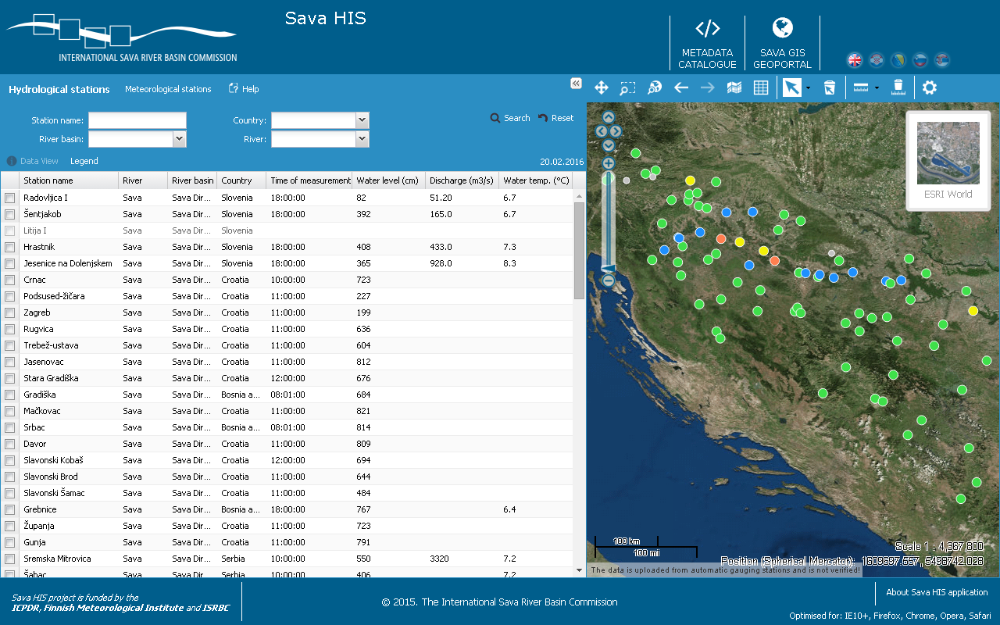 Sava HIS
INTERNATIONAL SAVA RIVER BASIN COMMISSION
METADATA CATALOGUE
SAVA GIS GEOPORTAL
Hydrological stations Meteorological stations Help
Station name: Country: Search Reset
River basin: River:
Data View Legend 20.02.2016
Station name River River basin Country Time of measurement Water level (cm) Discharge (m3/s) Water temp. (°C)
Radovljica I Sava Sava Dir... Slovenia 18:00:00 82 51.20 6.7
Šentjakob Sava Sava Dir... Slovenia 18:00:00 392 165.0 6.7
Litija I Sava Sava Dir... Slovenia
Hrastnik Sava Sava Dir... Slovenia 18:00:00 408 433.0 7.3
Jesenice na Dolenjskem Sava Sava Dir... Slovenia 18:00:00 365 928.0 8.3
Crnac Sava Sava Dir... Croatia 10:00:00 723
Podsused-žičara Sava Sava Dir... Croatia 11:00:00 227
Zagreb Sava Sava Dir... Croatia 11:00:00 199
Rugvica Sava Sava Dir... Croatia 11:00:00 636
Trebež-ustava Sava Sava Dir... Croatia 11:00:00 604
Jasenovac Sava Sava Dir... Croatia 11:00:00 812
Stara Gradiška Sava Sava Dir... Croatia 12:00:00 676
Gradiška Sava Sava Dir... Bosnia a... 08:01:00 684
Mačkovac Sava Sava Dir... Croatia 11:00:00 821
Srbac Sava Sava Dir... Bosnia a... 08:01:00 814
Davor Sava Sava Dir... Croatia 11:00:00 809
Slavonski Kobaš Sava Sava Dir... Croatia 12:00:00 694
Slavonski Brod Sava Sava Dir... Croatia 11:00:00 644
Slavonski Šamac Sava Sava Dir... Croatia 11:00:00 484
Grebnice Sava Sava Dir... Bosnia a... 18:00:00 767 6.4
Županja Sava Sava Dir... Croatia 11:00:00 723
Gunja Sava Sava Dir... Croatia 11:00:00 791
Sremska Mitrovica Sava Sava Dir... Serbia 10:00:00 550 3320 7.2
Šabac Sava Sava Dir... Serbia 10:00:00 406 7.2
ESRI World
100 km
100 mi
Scale 1 : 4,367,800
Position (Spherical Mercator): 1609697.657, 5493742.028
The data is uploaded from automatic gauging stations and is not verified!
Sava HIS project is funded by the
ICPDR, Finnish Meteorological Institute and ISRBC
© 2015. The International Sava River Basin Commission
About Sava HIS application
Optimised for: IE10+, Firefox, Chrome, Opera, Safari